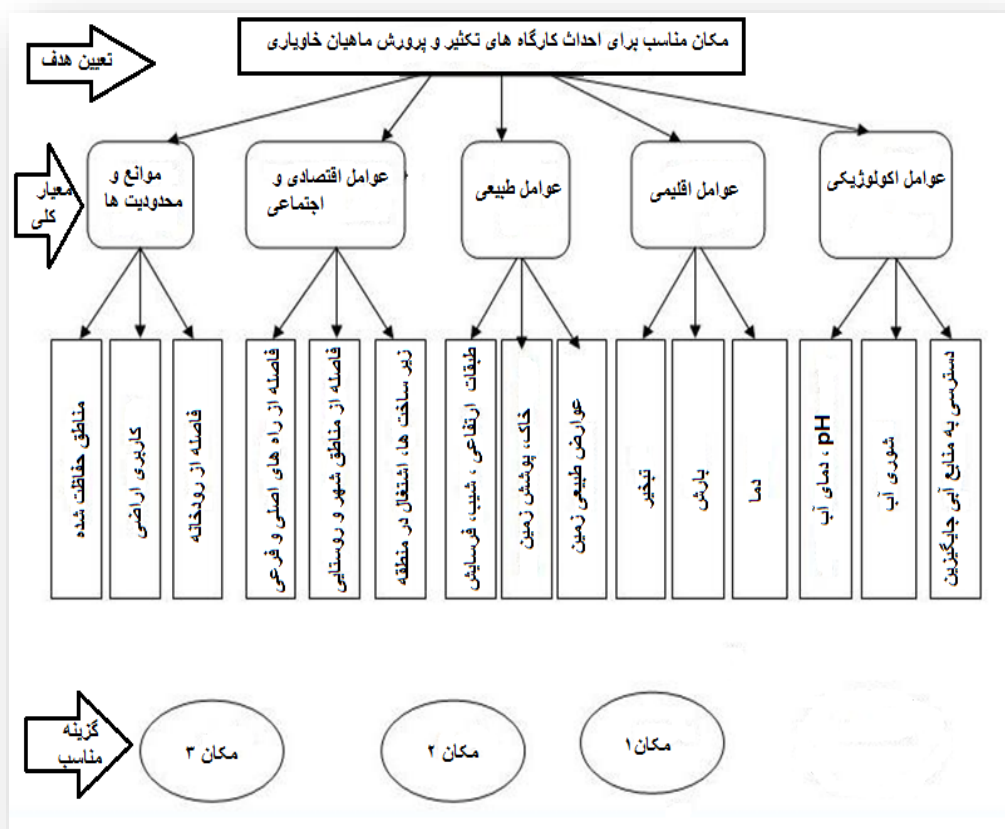 مکان مناسب برای احداث کارگاه های تکثیر و پرورش ماهیان خاویاری
تعیین هدف
معیار
کلی
عوامل اکولوژیکی
عوامل اقلیمی
عوامل طبیعی
عوامل اقتصادی و
اجتماعی
موانع و
محدودیت ها
دسترسی به منابع آبی جایگیزین
شوری آب
pH ، دمای آب
دما
بارش
تبخیر
عوارض طبیعی زمین
خاک، پوشش زمین
طبقات ارتفاعی ، شیب، فرسایش
زیر ساخت ها، اشتغال در منطقه
فاصله از مناطق شهر و روستایی
فاصله از راه های اصلی و فرعی
فاصله از رودخانه
کاربری اراضی
مناطق حفاظت شده
گزینه
مناسب
مکان۱
مکان ۲
مکان ۳